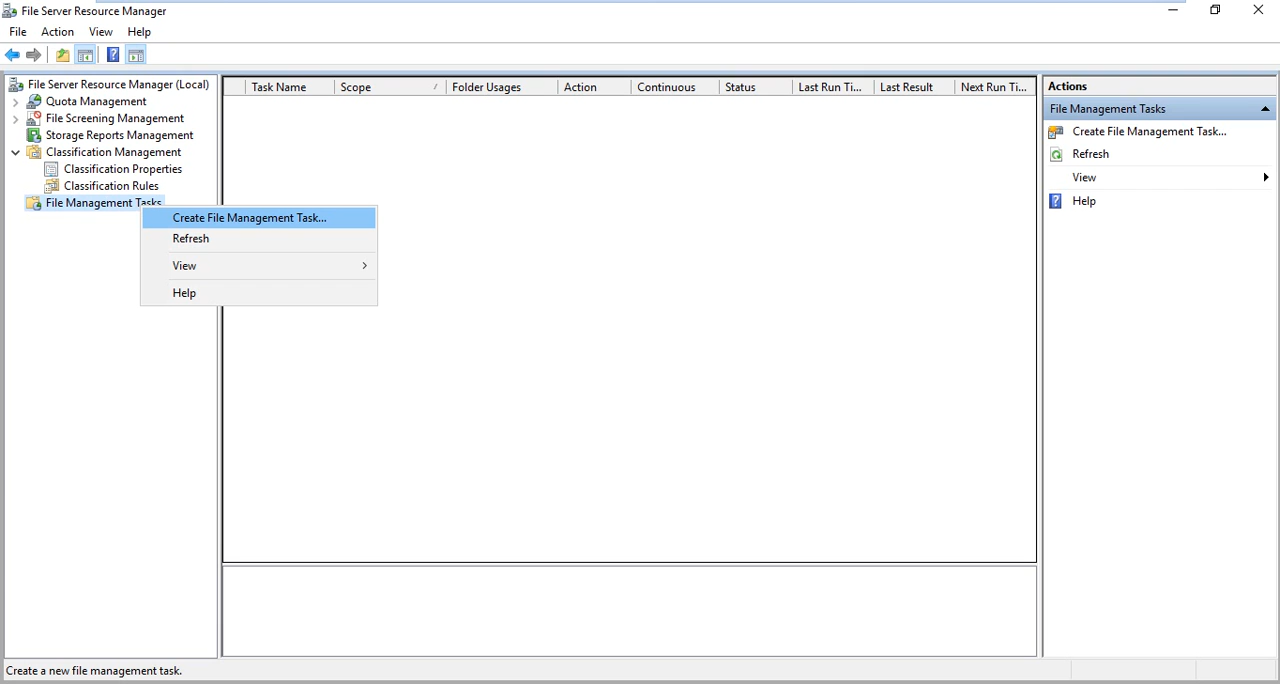 File Server Resource Manager
File Action View Help
File Server Resource Manager (Local)
Quota Management
File Screening Management
Storage Reports Management
Classification Management
Classification Properties
Classification Rules
File Management Tasks
Create File Management Task...
Refresh
View
Help
Task Name Scope Folder Usages Action Continuous Status Last Run Ti... Last Result Next Run Ti...
Actions
File Management Tasks
Create File Management Task...
Refresh
View
Help
Create a new file management task.